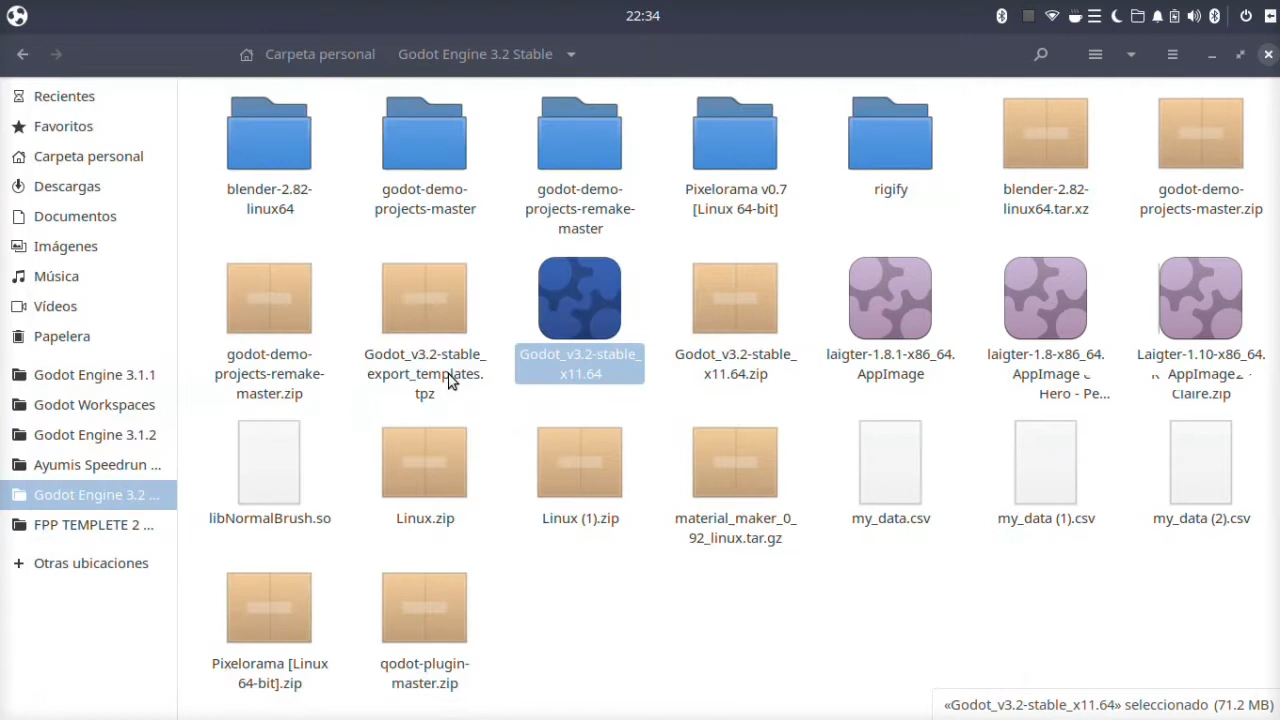 22:34
Carpeta personal
Godot Engine 3.2 Stable
Recientes
Favoritos
Carpeta personal
Descargas
Documentos
Imágenes
Música
Vídeos
Papelera
Godot Engine 3.1.1
Godot Workspaces
Godot Engine 3.1.2
Ayumis Speedrun ...
Godot Engine 3.2 ...
FPP TEMPLETE 2 ...
Otras ubicaciones
blender-2.82-
linux64
godot-demo-
projects-master
godot-demo-
projects-remake-
master
Pixelorama v0.7
[Linux 64-bit]
rigify
blender-2.82-
linux64.tar.xz
godot-demo-
projects-master.zip
godot-demo-
projects-remake-
master.zip
Godot_v3.2-stable_
export_templates.
tpz
Godot_v3.2-stable_
x11.64
Godot_v3.2-stable_
x11.64.zip
laigter-1.8.1-x86_64.
AppImage
laigter-1.8-x86_64.
AppImage
Hero - Pe...
Laigter-1.10-x86_64.
AppImage
Claire.zip
libNormalBrush.so
Linux.zip
Linux (1).zip
material_maker_0_
92_linux.tar.gz
my_data.csv
my_data (1).csv
my_data (2).csv
Pixelorama [Linux
64-bit].zip
qodot-plugin-
master.zip
«Godot_v3.2-stable_x11.64» seleccionado (71.2 MB)